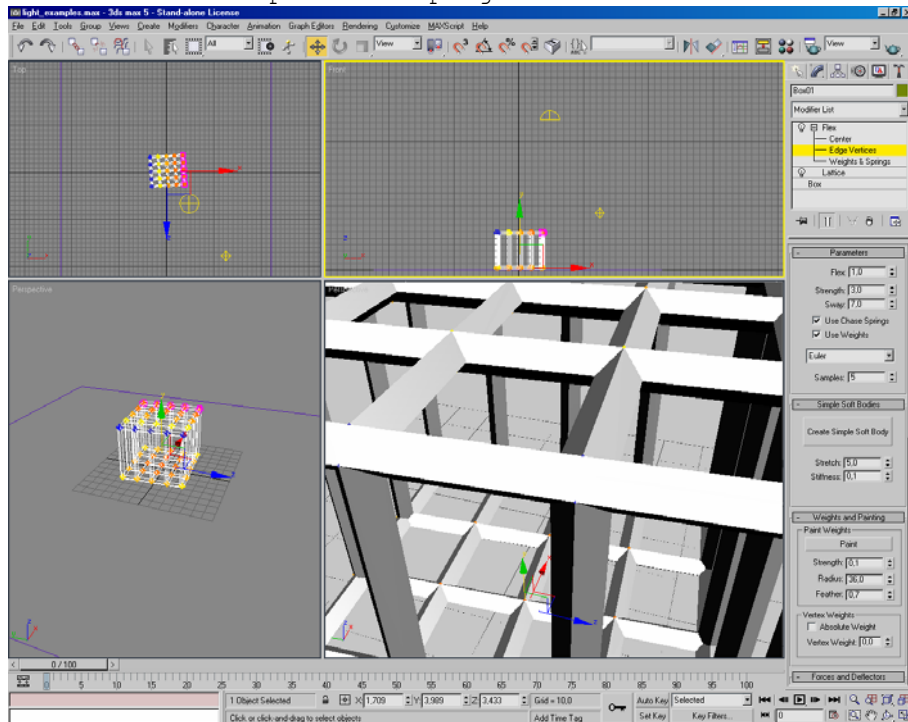 light_examples.max - 3ds max 5 - Stand-alone License
File Edit Tools Group Views Create Modifiers Character Animation Graph Editors Rendering Customize MAXScript Help
All
View
View
Top
Front
Box01
Modifier List
Flex
Center
Edge Vertices
Weights & Springs
Lattice
Box
Parameters
Flex: 1,0
Strength: 3,0
Sway: 7,0
Use Chase Springs
Use Weights
Euler
Samples: 5
Simple Soft Bodies
Create Simple Soft Body
Stretch: 5,0
Stiffness: 0,1
Weights and Painting
Paint Weights
Paint
Strength: 0,1
Radius: 36,0
Feather: 0,7
Vertex Weights
Absolute Weight
Vertex Weight: 0,0
Forces and Deflectors
Perspective
0 / 100
0 5 10 15 20 25 30 35 40 45 50 55 60 65 70 75 80 85 90 95 100
1 Object Selected
X: 1,709 Y: 3,989 Z: 3,433 Grid = 10,0
Auto Key Selected
Click or click-and-drag to select objects
Add Time Tag
Set Key Key Filters...
0